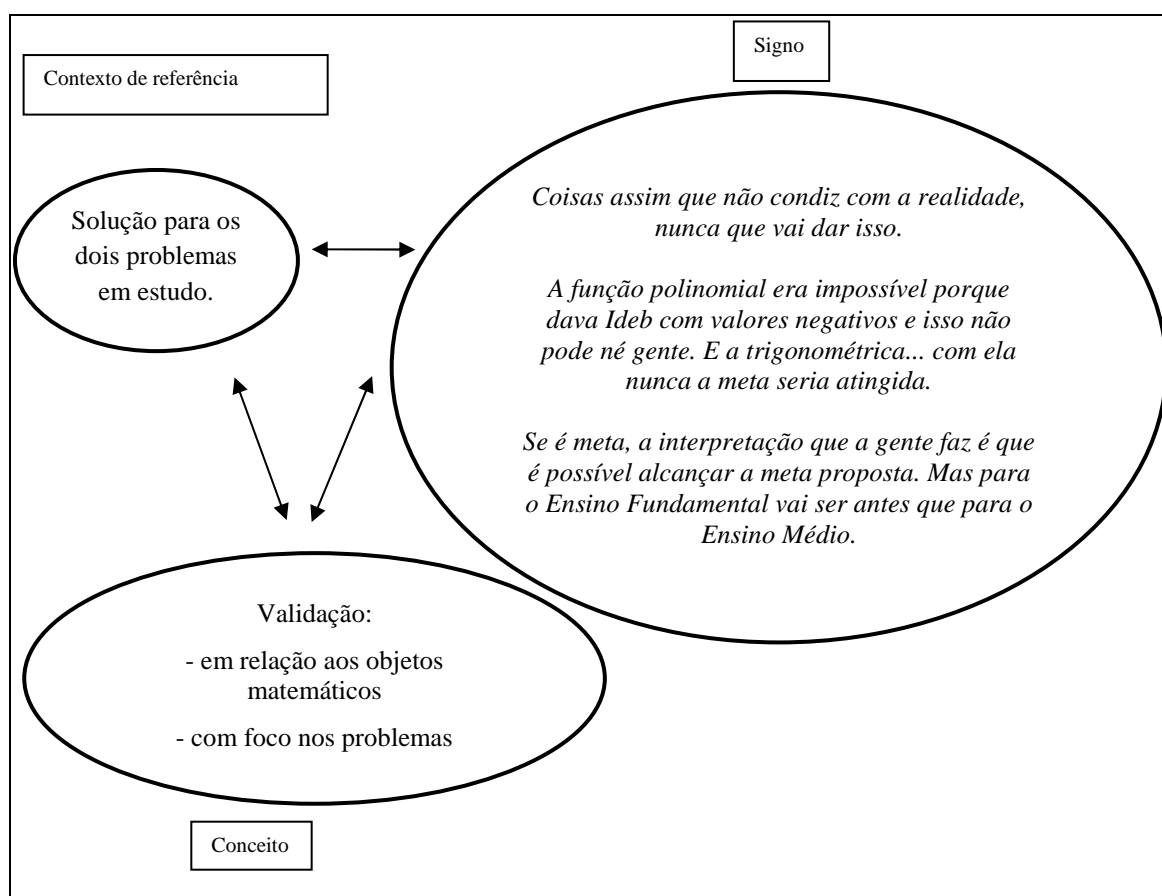 Signo
Contexto de referência
Solução para os
dois problemas
em estudo.
Coisas assim que não condiz com a realidade,
nunca que vai dar isso.
A função polinomial era impossível porque
dava Ideb com valores negativos e isso não
pode né gente. E a trigonométrica... com ela
nunca a meta seria atingida.
Se é meta, a interpretação que a gente faz é que
é possível alcançar a meta proposta. Mas para
o Ensino Fundamental vai ser antes que para o
Ensino Médio.
Validação:
- em relação aos objetos
matemáticos
- com foco nos problemas
Conceito